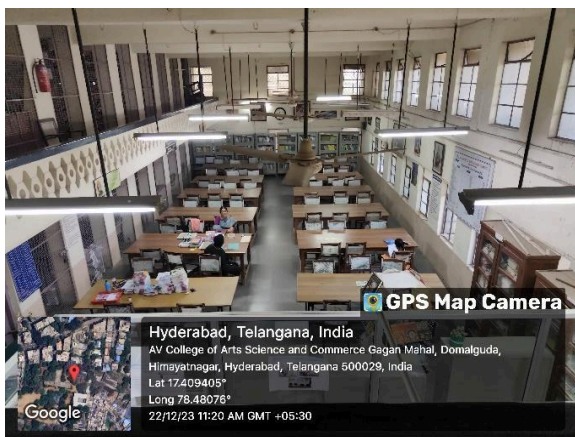 GPS Map Camera
Hyderabad, Telangana, India
AV College of Arts Science and Commerce Gagan Mahal, Domalguda,
Himayatnagar, Hyderabad, Telangana 500029, India
Lat 17.409405°
Long 78.48076°
22/12/23 11:20 AM GMT +05:30
Google